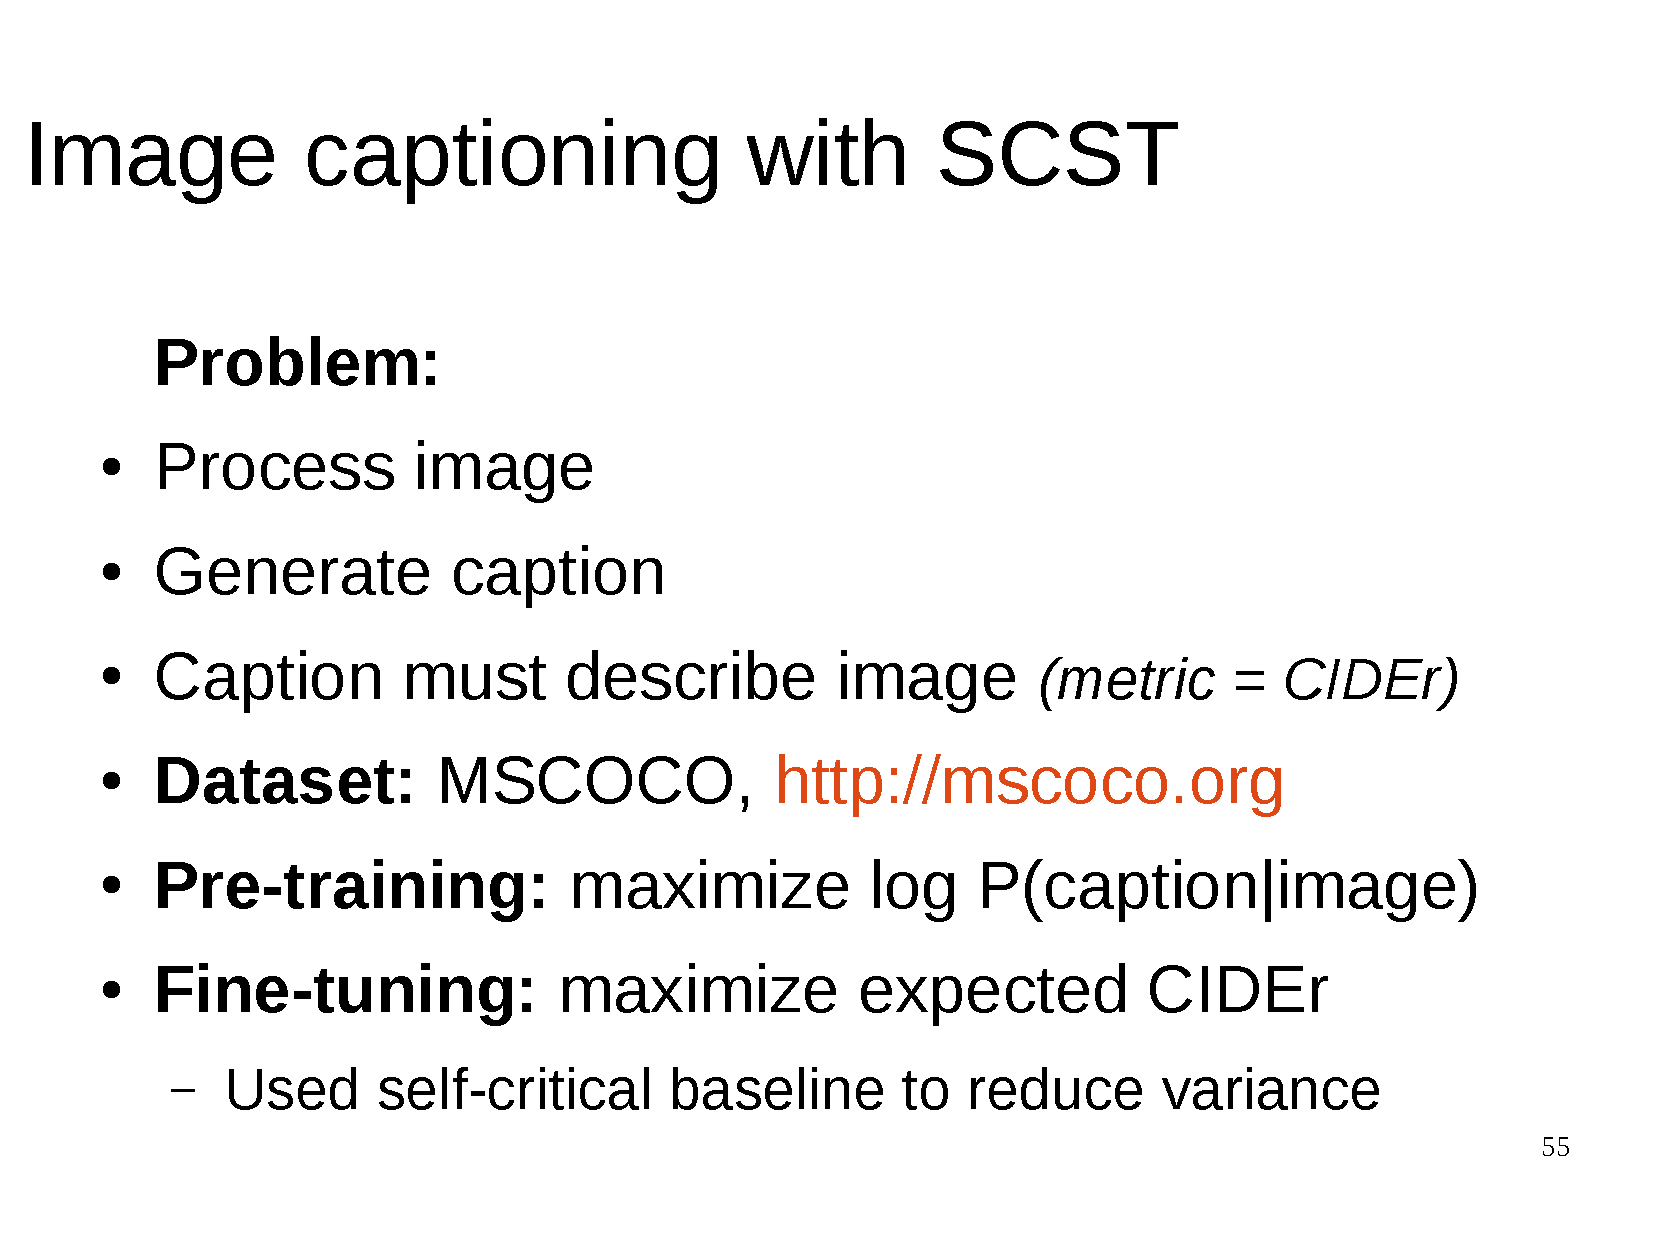 Image captioning with SCST
Problem:
● Process image
● Generate caption
● Caption must describe image (metric = CIDEr)
● Dataset: MSCOCO, http://mscoco.org
● Pre-training: maximize log P(caption|image)
● Fine-tuning: maximize expected CIDEr
– Used self-critical baseline to reduce variance
55